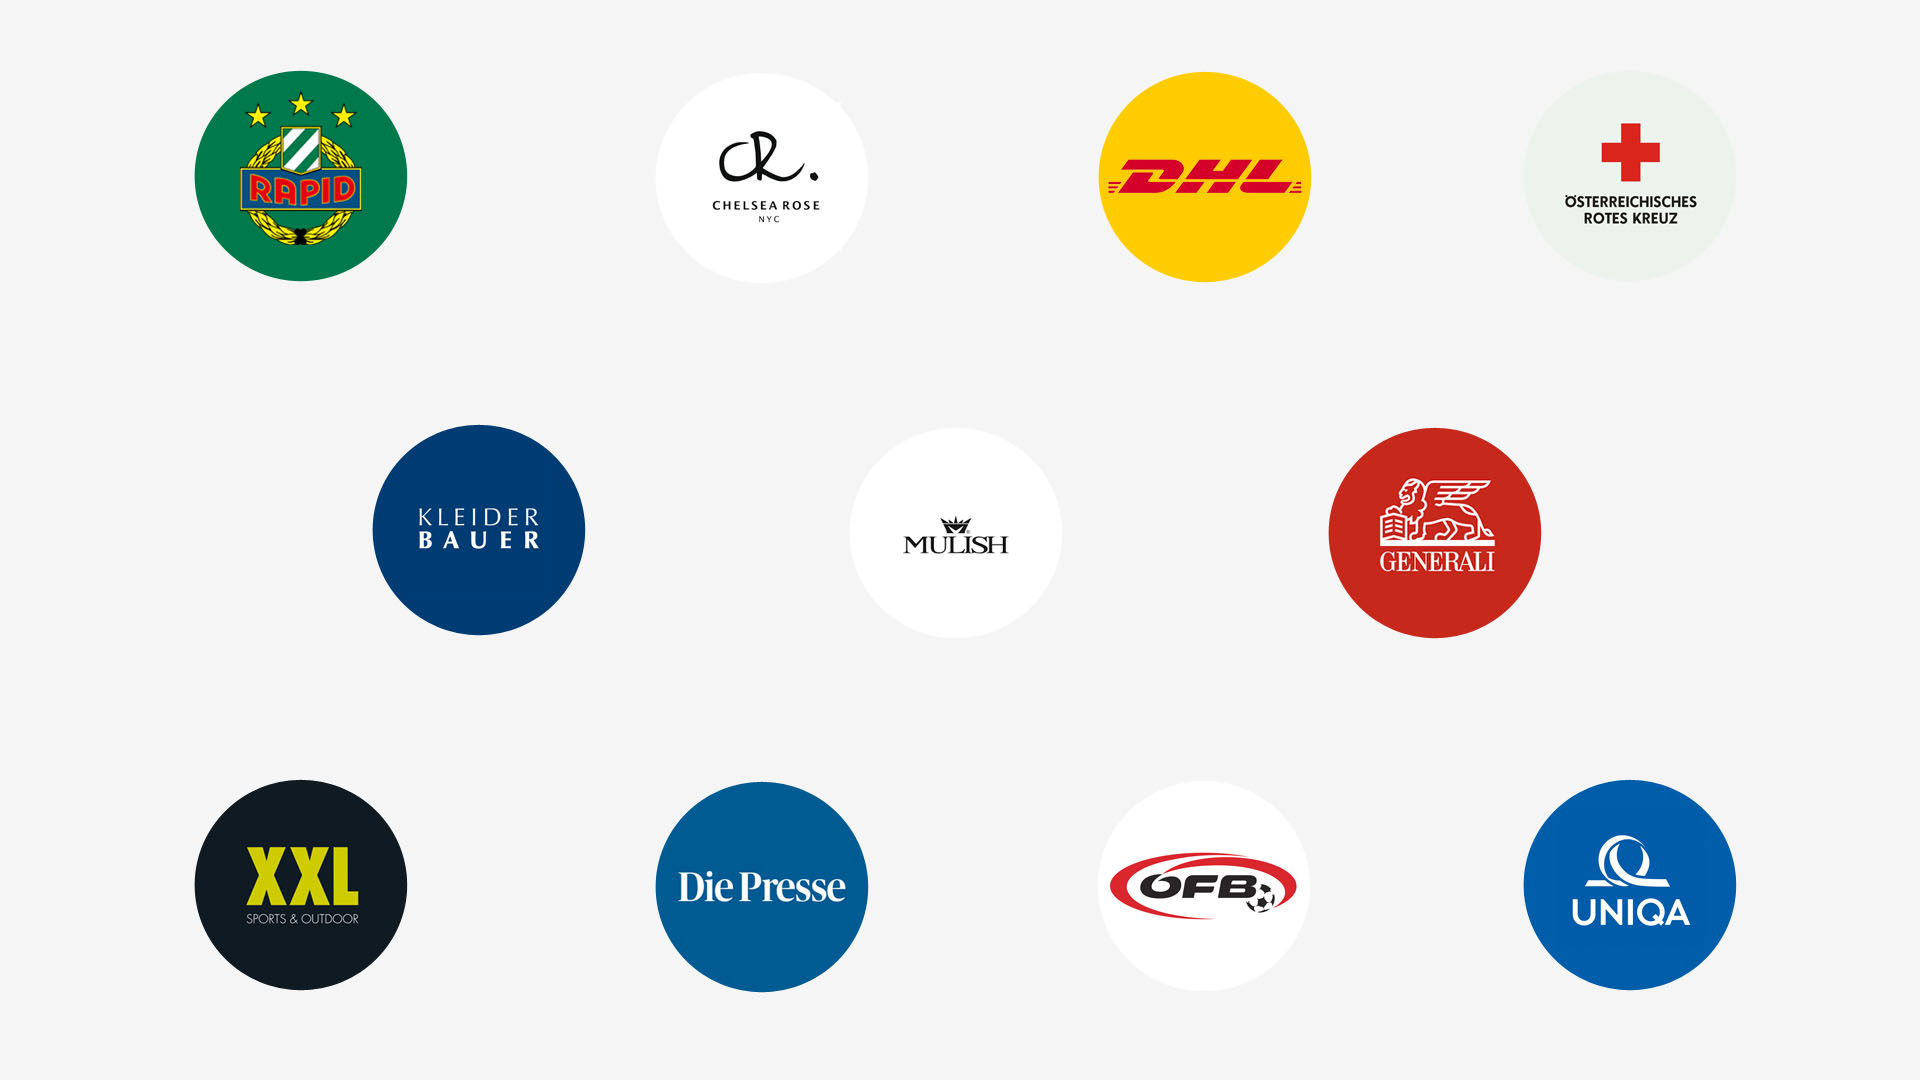 RAPID
CR.
CHELSEA ROSE
NYC
DHL
ÖSTERREICHISCHES
ROTES KREUZ
KLEIDER
BAUER
MULISH
GENERALI
XXL
SPORTS & OUTDOOR
Die Presse
ÖFB
UNIQA